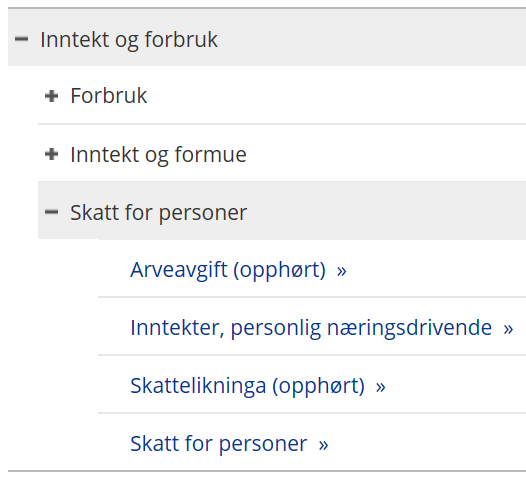 Inntekt og forbruk
Forbruk
Inntekt og formue
Skatt for personer
Arveavgift (opphørt) »
Inntekter, personlig næringsdrivende »
Skattelikninga (opphørt) »
Skatt for personer »